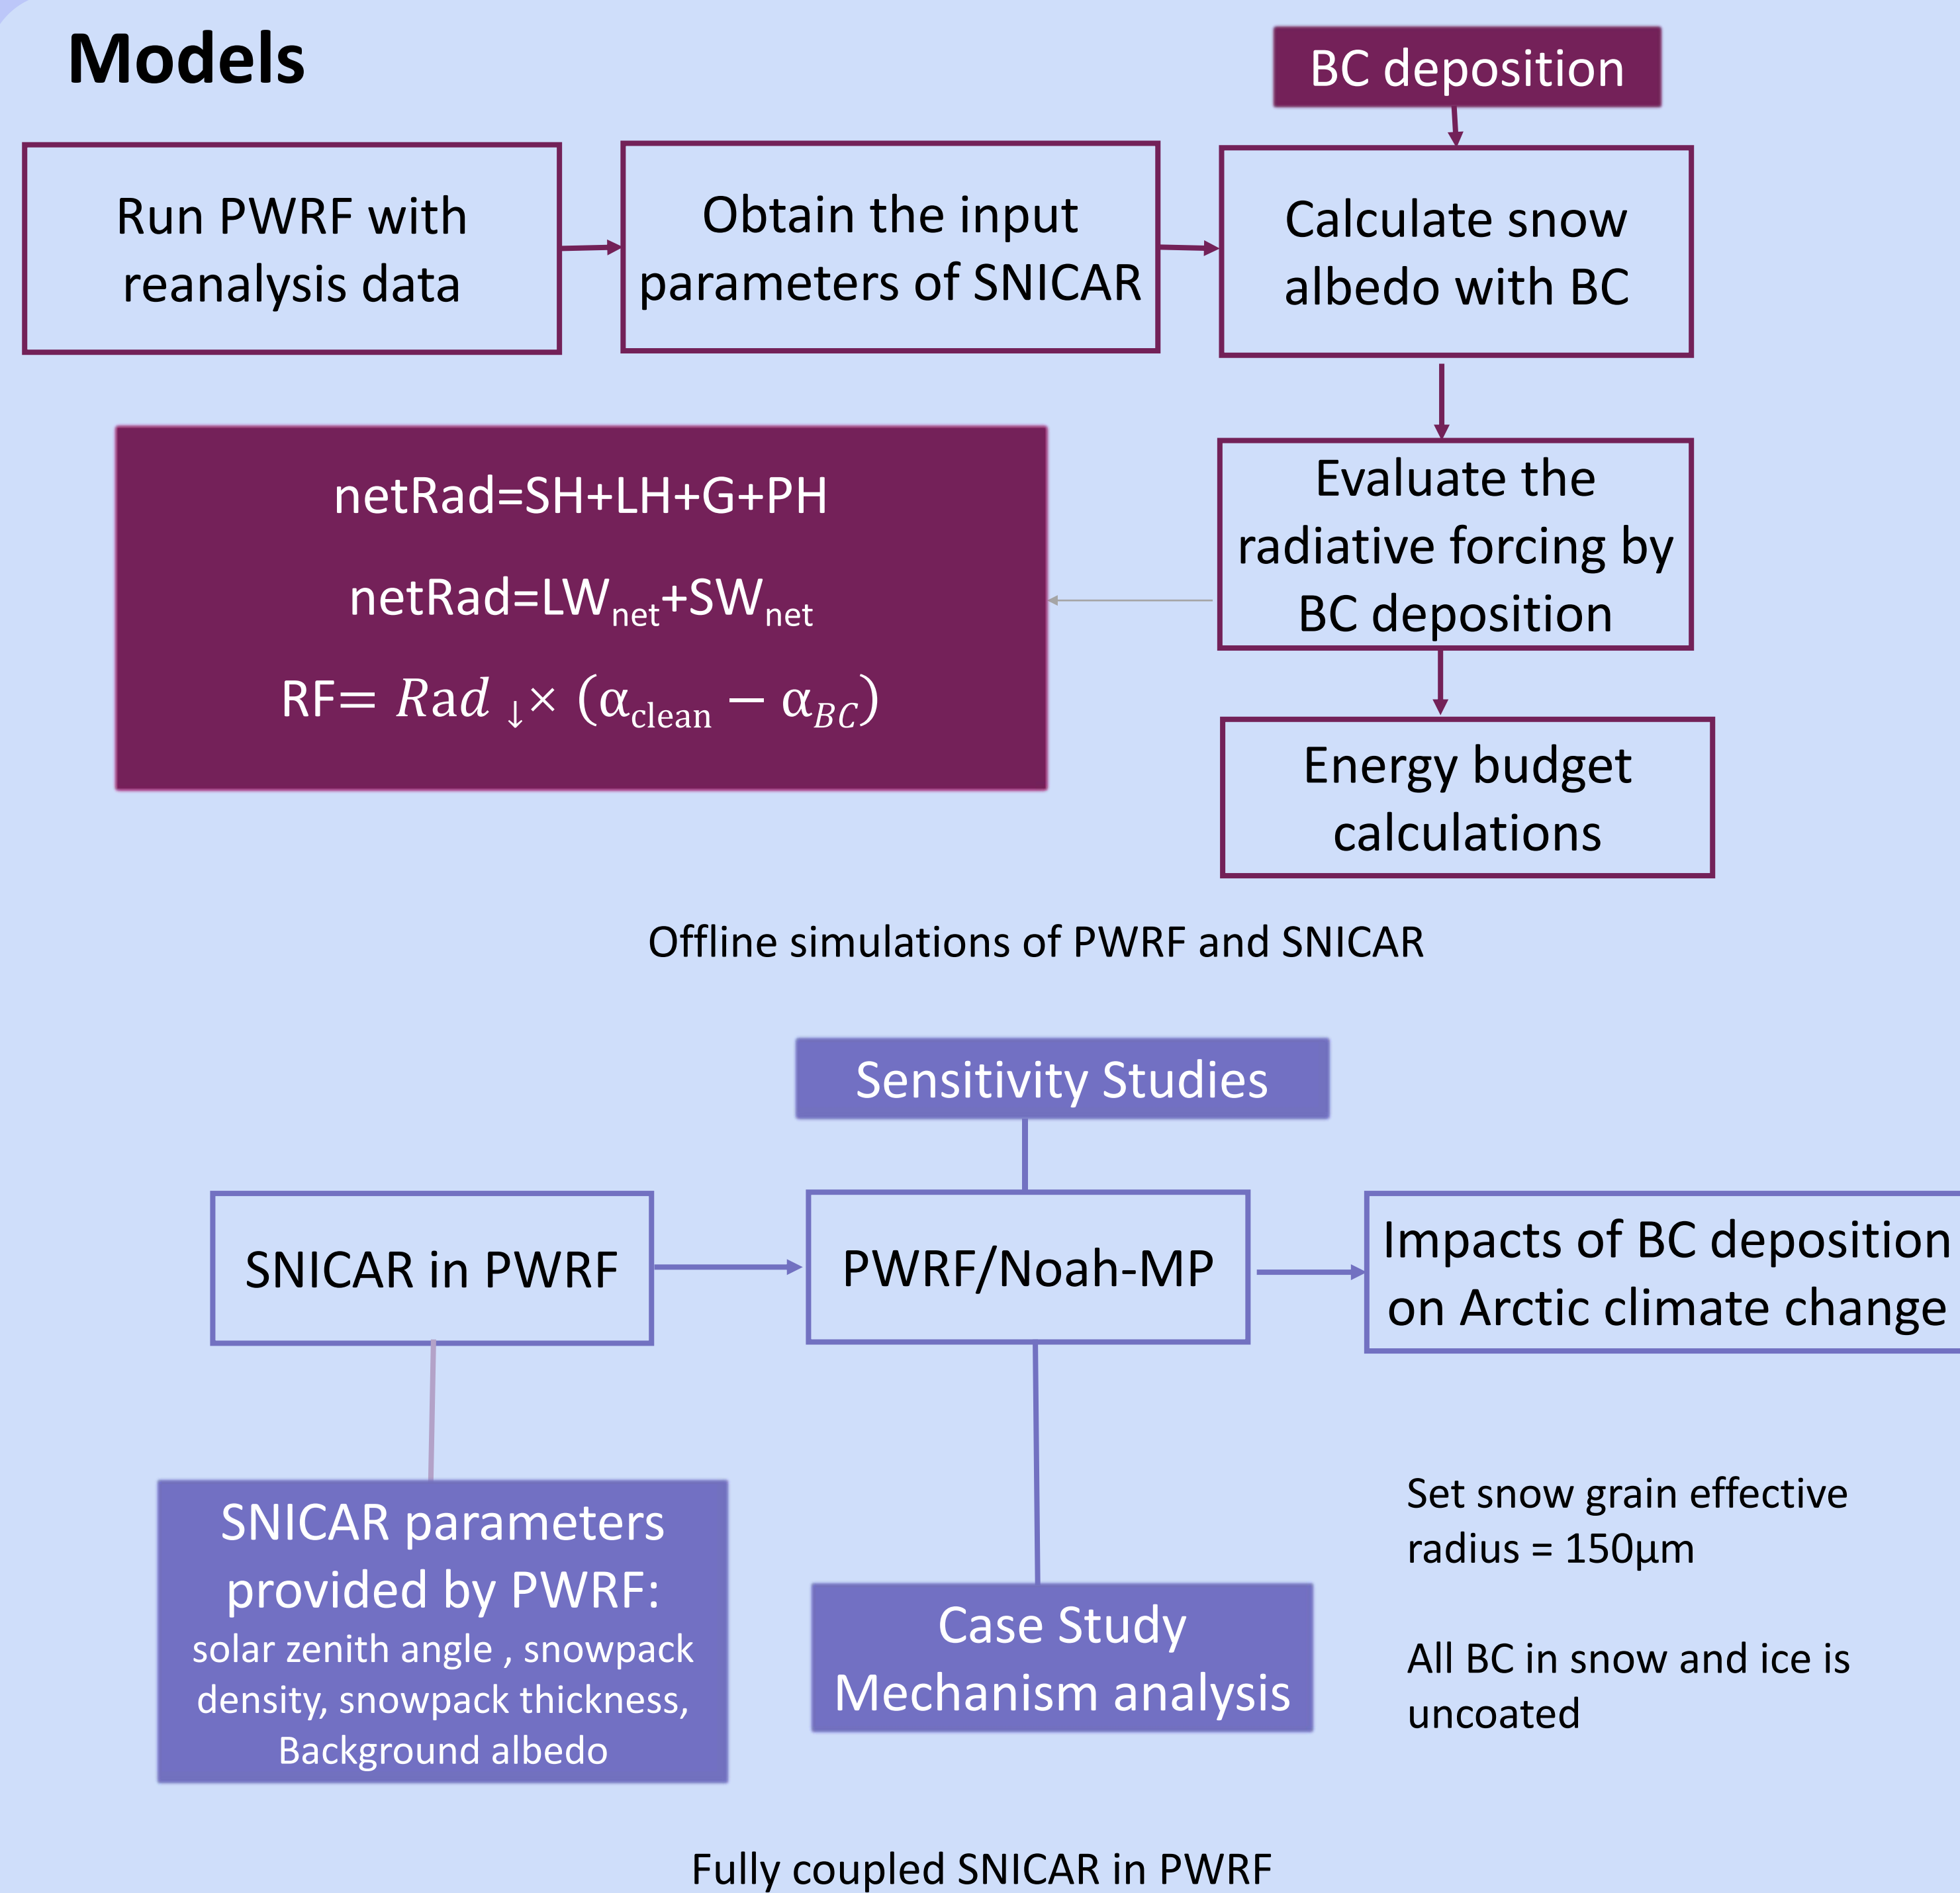 Models
BC deposition
Run PWRF with
reanalysis data
Obtain the input
parameters of SNICAR
Calculate snow
albedo with BC
netRad=SH+LH+G+PH
netRad=LWnet+SWnet
RF= Rad ↓× (αclean − αBC)
Evaluate the
radiative forcing by
BC deposition
Energy budget
calculations
Offline simulations of PWRF and SNICAR
Sensitivity Studies
SNICAR in PWRF
PWRF/Noah-MP
Impacts of BC deposition
on Arctic climate change
SNICAR parameters
provided by PWRF:
solar zenith angle , snowpack
density, snowpack thickness,
Background albedo
Case Study
Mechanism analysis
Set snow grain effective
radius = 150μm
All BC in snow and ice is
uncoated
Fully coupled SNICAR in PWRF